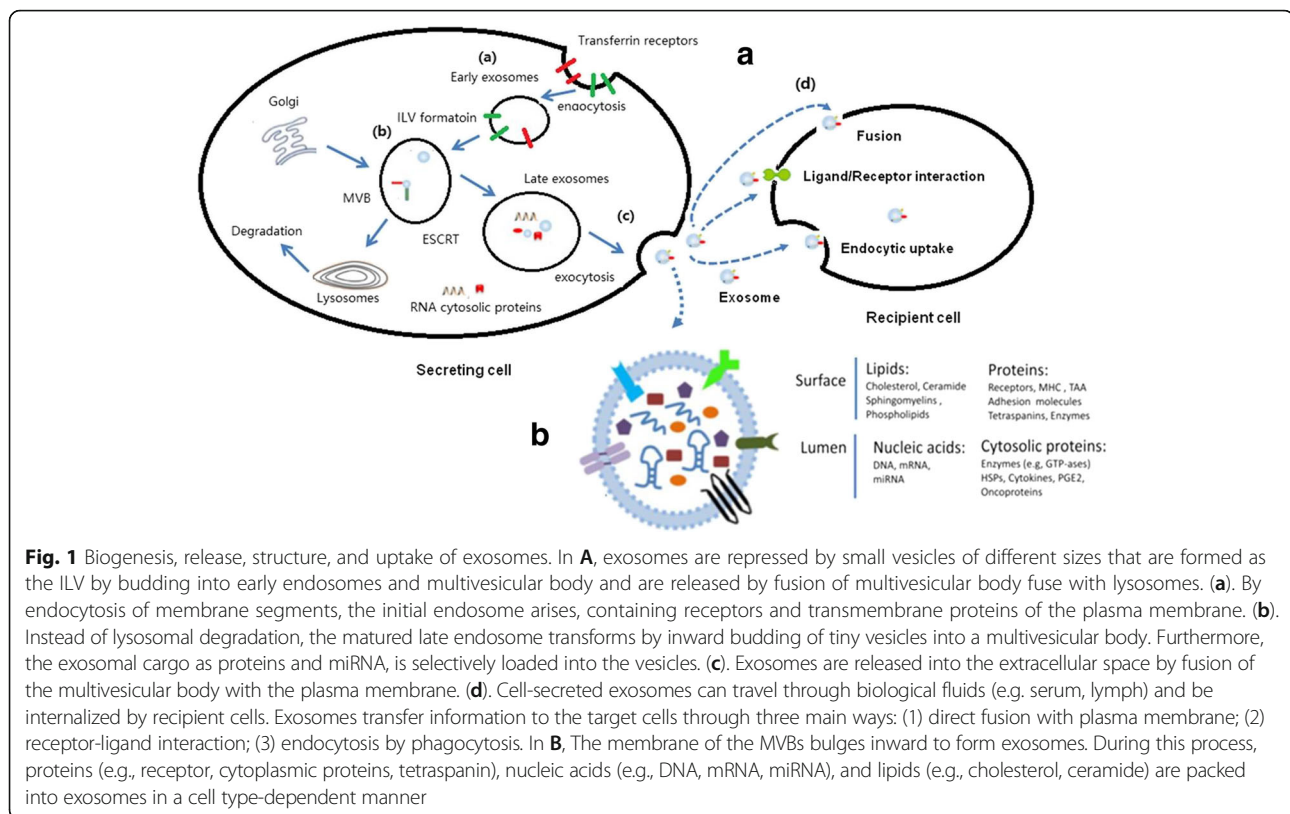 Transferrin receptors
a
(a)
Early exosomes
(d)
enaocytosis
Golgi
ILV formatoin
(b)
Fusion
Late exosomes
Ligand/Receptor interaction
MVB
(c)
Degradation
ESCRT
Endocytic uptake
exocytosis
Lysosomes
Exosome
RNA cytosolic proteins
Recipient cell
Secreting cell
b
Surface
Lipids:
Cholesterol, Ceramide
Sphingomyelins ,
Phospholipids
Proteins:
Receptors, MHC , TAA
Adhesion molecules
Tetraspanins, Enzymes
Lumen
Nucleic acids:
DNA, mRNA,
miRNA
Cytosolic proteins:
Enzymes (e.g, GTP-ases)
HSPs, Cytokines, PGE2,
Oncoproteins
Fig. 1 Biogenesis, release, structure, and uptake of exosomes. In A, exosomes are repressed by small vesicles of different sizes that are formed as
the ILV by budding into early endosomes and multivesicular body and are released by fusion of multivesicular body fuse with lysosomes. (a). By
endocytosis of membrane segments, the initial endosome arises, containing receptors and transmembrane proteins of the plasma membrane. (b).
Instead of lysosomal degradation, the matured late endosome transforms by inward budding of tiny vesicles into a multivesicular body. Furthermore,
the exosomal cargo as proteins and miRNA, is selectively loaded into the vesicles. (c). Exosomes are released into the extracellular space by fusion of
the multivesicular body with the plasma membrane. (d). Cell-secreted exosomes can travel through biological fluids (e.g. serum, lymph) and be
internalized by recipient cells. Exosomes transfer information to the target cells through three main ways: (1) direct fusion with plasma membrane; (2)
receptor-ligand interaction; (3) endocytosis by phagocytosis. In B, The membrane of the MVBs bulges inward to form exosomes. During this process,
proteins (e.g., receptor, cytoplasmic proteins, tetraspanin), nucleic acids (e.g., DNA, mRNA, miRNA), and lipids (e.g., cholesterol, ceramide) are packed
into exosomes in a cell type-dependent manner